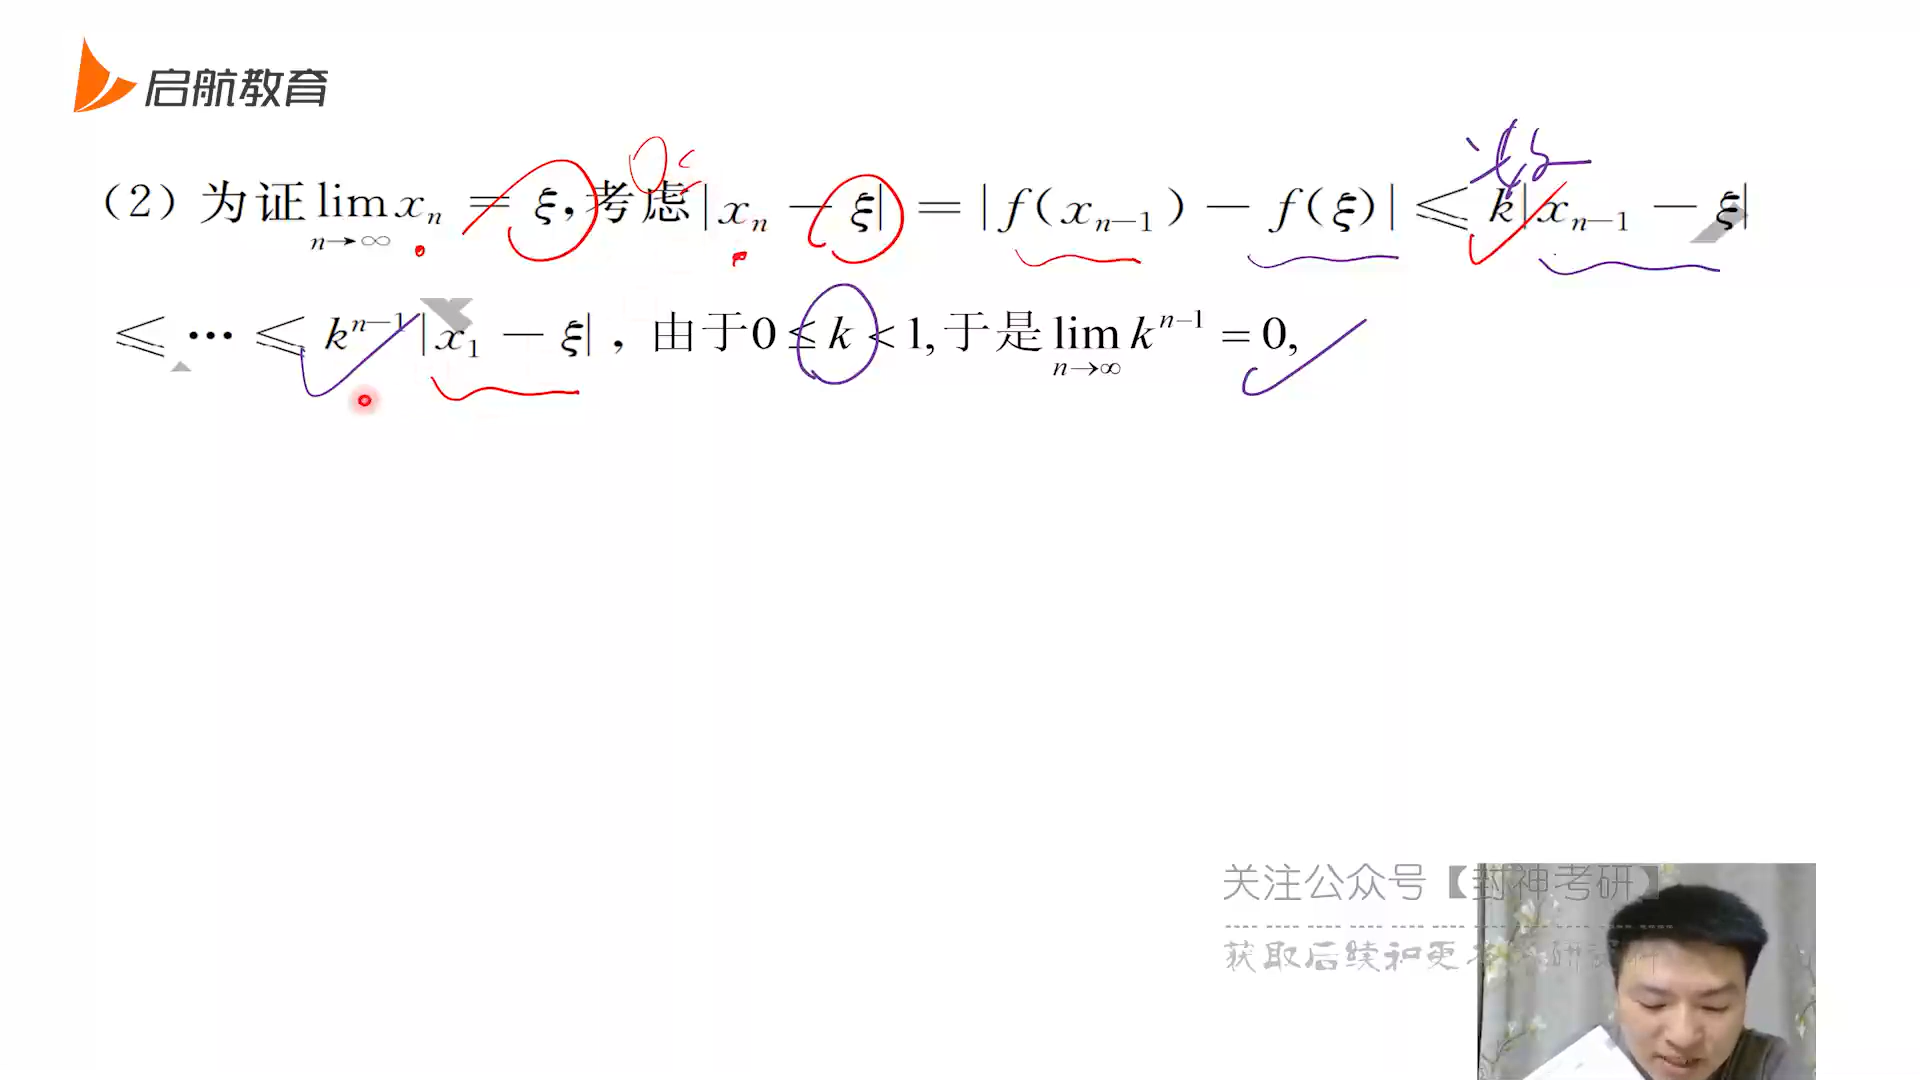 启航教育
（2）为证 lim x_n = ξ, 考虑 |x_n − ξ| = |f(x_{n−1}) − f(ξ)| ⩽ k|x_{n−1} − ξ|
n→∞
⩽ ··· ⩽ k^{n−1}|x_1 − ξ| ，由于0 ≤ k < 1,于是 lim k^{n−1} = 0,
n→∞
关注公众号【封神考研】
获取后续和更